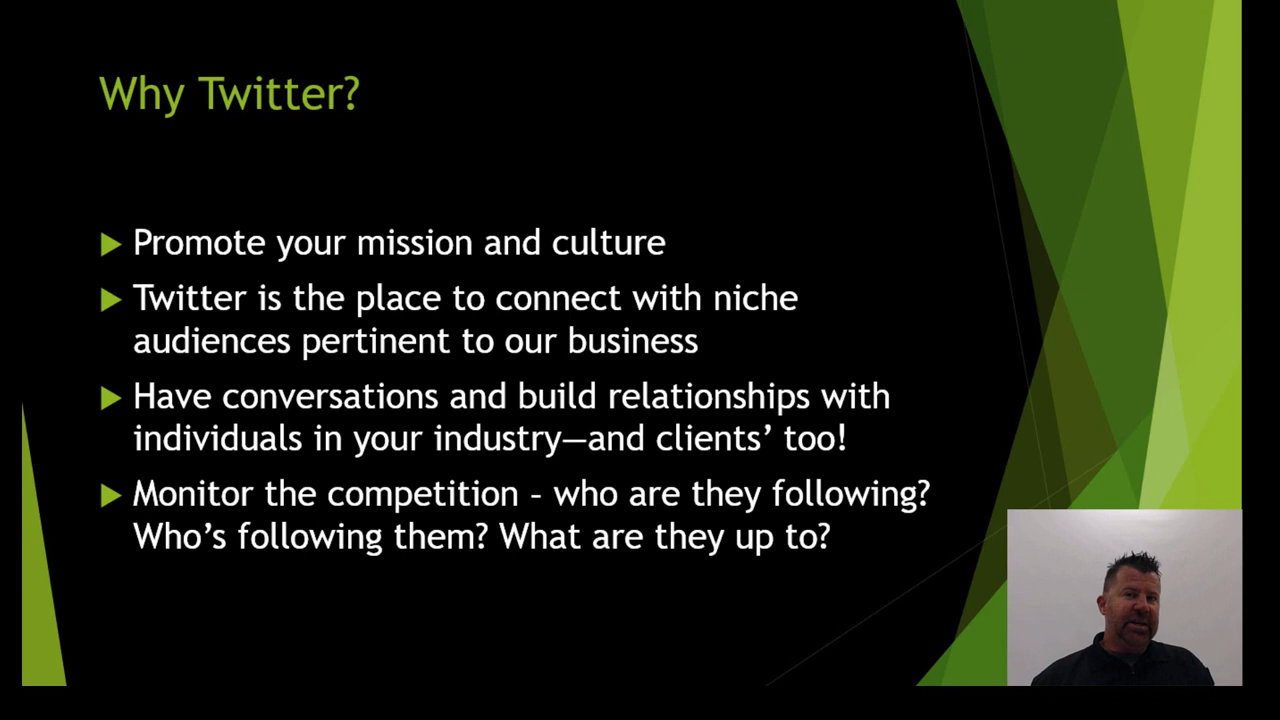 Why Twitter?
Promote your mission and culture
Twitter is the place to connect with niche
audiences pertinent to our business
Have conversations and build relationships with
individuals in your industry—and clients’ too!
Monitor the competition – who are they following?
Who’s following them? What are they up to?